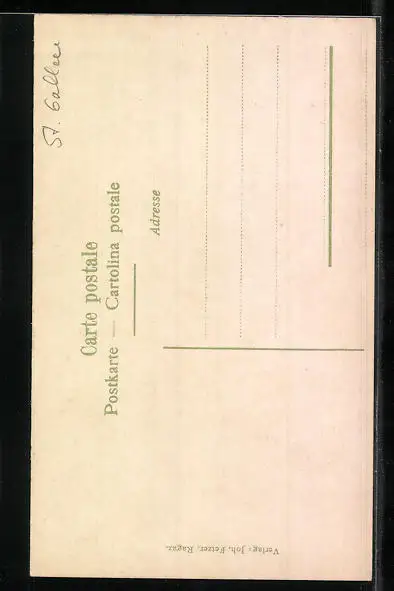 St. Gallen
Carte postale
Postkarte — Cartolina postale
Adresse
Verlag: Joh. Fetzer, Ragaz.